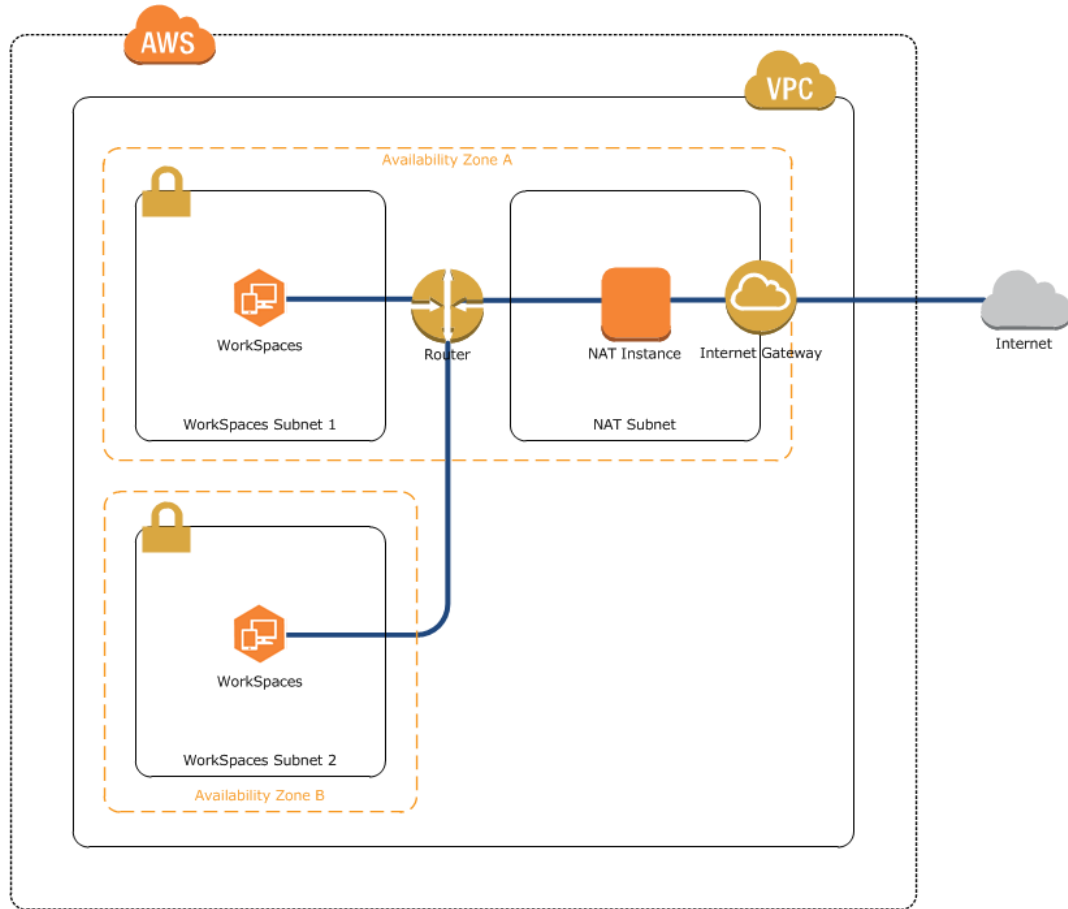 AWS
VPC
Availability Zone A
WorkSpaces
Router
NAT Instance
Internet Gateway
Internet
WorkSpaces Subnet 1
NAT Subnet
WorkSpaces
WorkSpaces Subnet 2
Availability Zone B